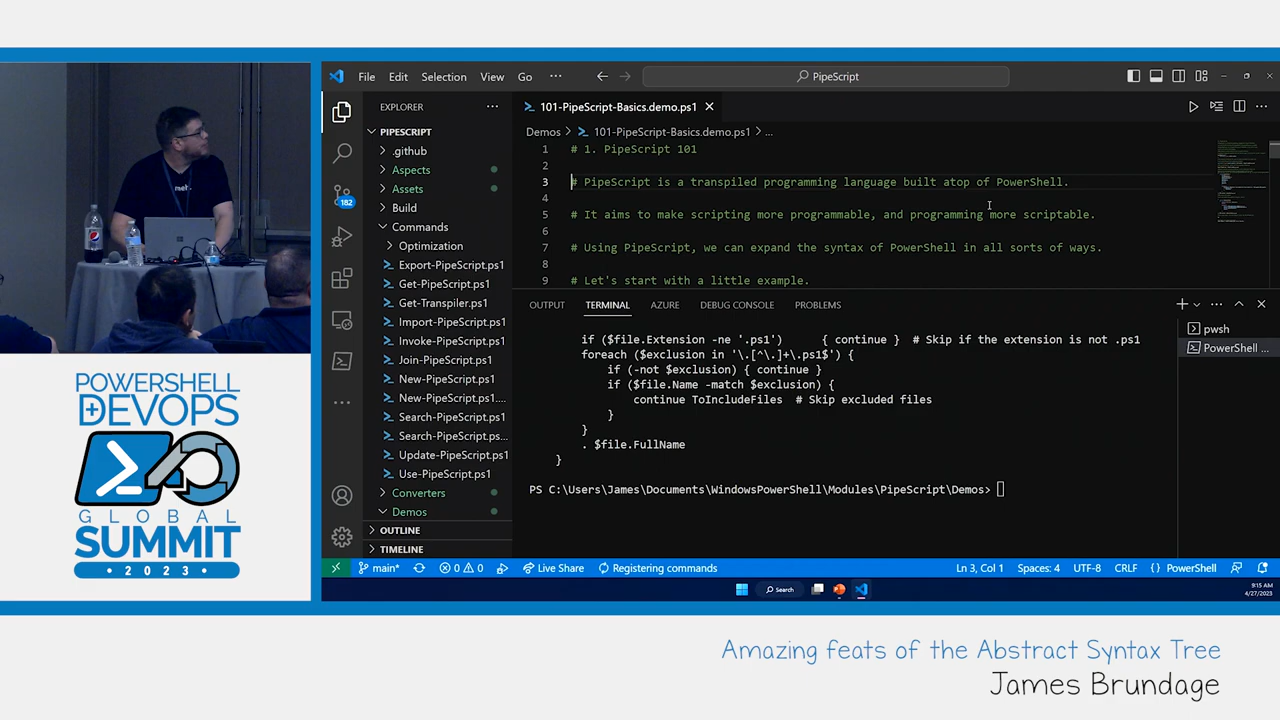 File Edit Selection View Go ···
PipeScript
EXPLORER ···
PIPESCRIPT
.github
Aspects
Assets
Build
Commands
Optimization
Export-PipeScript.ps1
Get-PipeScript.ps1
Get-Transpiler.ps1
Import-PipeScript.ps1
Invoke-PipeScript.ps1
Join-PipeScript.ps1
New-PipeScript.ps1
New-PipeScript.ps1....
Search-PipeScript.ps1
Search-PipeScript.ps...
Update-PipeScript.ps1
Use-PipeScript.ps1
Converters
Demos
OUTLINE
TIMELINE
182
101-PipeScript-Basics.demo.ps1
Demos > 101-PipeScript-Basics.demo.ps1 > ...
1 # 1. PipeScript 101
2
3 # PipeScript is a transpiled programming language built atop of PowerShell.
4
5 # It aims to make scripting more programmable, and programming more scriptable.
6
7 # Using PipeScript, we can expand the syntax of PowerShell in all sorts of ways.
8
9 # Let's start with a little example.
OUTPUT TERMINAL AZURE DEBUG CONSOLE PROBLEMS
if ($file.Extension -ne '.ps1') { continue } # Skip if the extension is not .ps1
foreach ($exclusion in '\.[^\.]+\.ps1$') {
if (-not $exclusion) { continue }
if ($file.Name -match $exclusion) {
continue ToIncludeFiles # Skip excluded files
}
}
. $file.FullName
}
PS C:\Users\James\Documents\WindowsPowerShell\Modules\PipeScript\Demos>
pwsh
PowerShell ...
main* 0 0 Live Share Registering commands Ln 3, Col 1 Spaces: 4 UTF-8 CRLF {} PowerShell
Search
9:15 AM
4/27/2023
POWERSHELL
+DEVOPS
GLOBAL
SUMMIT
• 2023 •
Amazing feats of the Abstract Syntax Tree
James Brundage